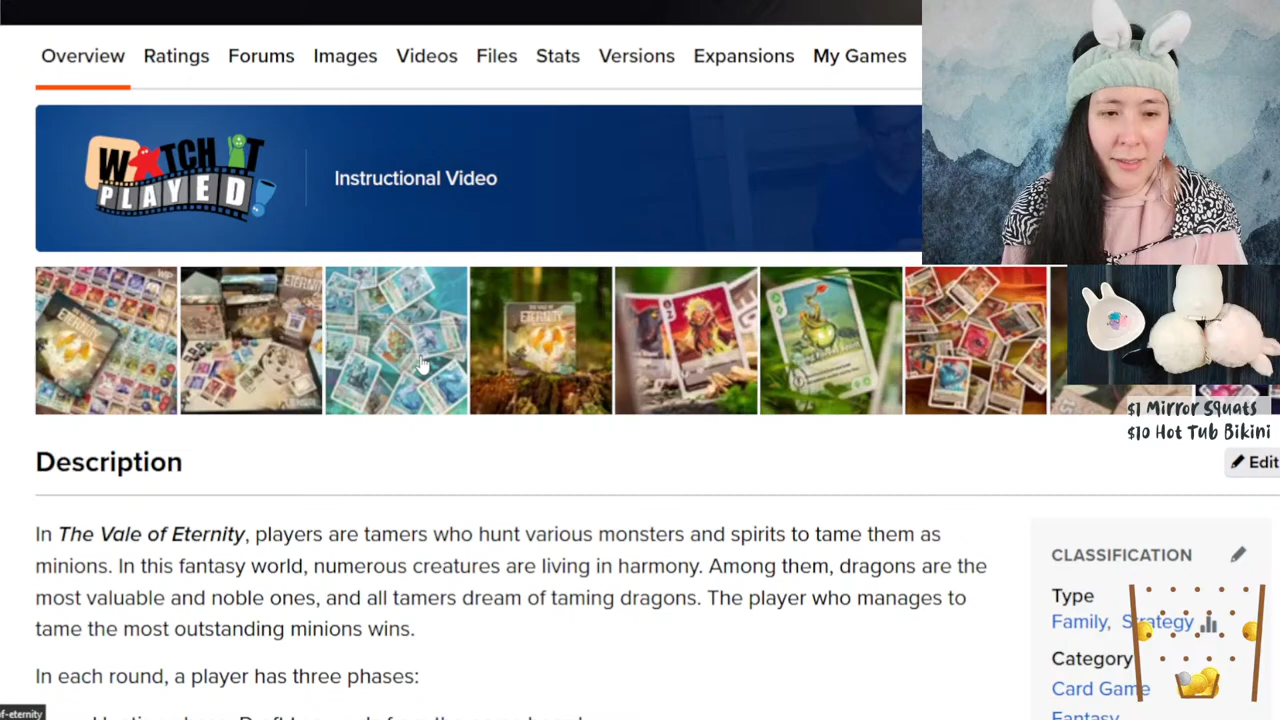 Overview Ratings Forums Images Videos Files Stats Versions Expansions My Games
WATCH IT
PLAYED
Instructional Video
ETERNITY
Description
Edit
$1 Mirror Squats
$10 Hot Tub Bikini
In The Vale of Eternity, players are tamers who hunt various monsters and spirits to tame them as
minions. In this fantasy world, numerous creatures are living in harmony. Among them, dragons are the
most valuable and noble ones, and all tamers dream of taming dragons. The player who manages to
tame the most outstanding minions wins.
In each round, a player has three phases:
CLASSIFICATION
Type
Family, Strategy
Category
Card Game
Fantasy
of-eternity